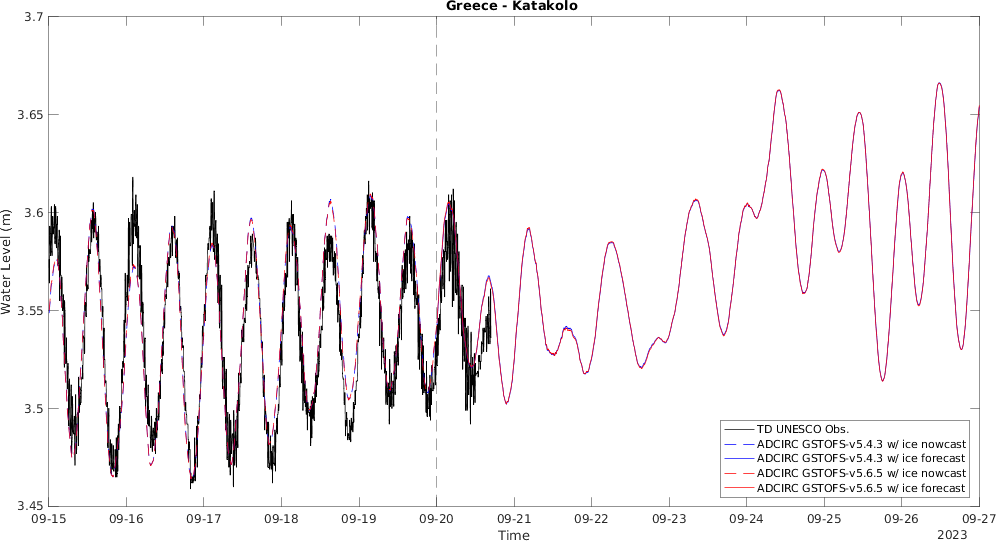 Greece - Katakolo
3.7
3.65
3.6
3.55
3.5
3.45
Water Level (m)
09-15 09-16 09-17 09-18 09-19 09-20 09-21 09-22 09-23 09-24 09-25 09-26 09-27
Time
2023
TD UNESCO Obs.
ADCIRC GSTOFS-v5.4.3 w/ ice nowcast
ADCIRC GSTOFS-v5.4.3 w/ ice forecast
ADCIRC GSTOFS-v5.6.5 w/ ice nowcast
ADCIRC GSTOFS-v5.6.5 w/ ice forecast